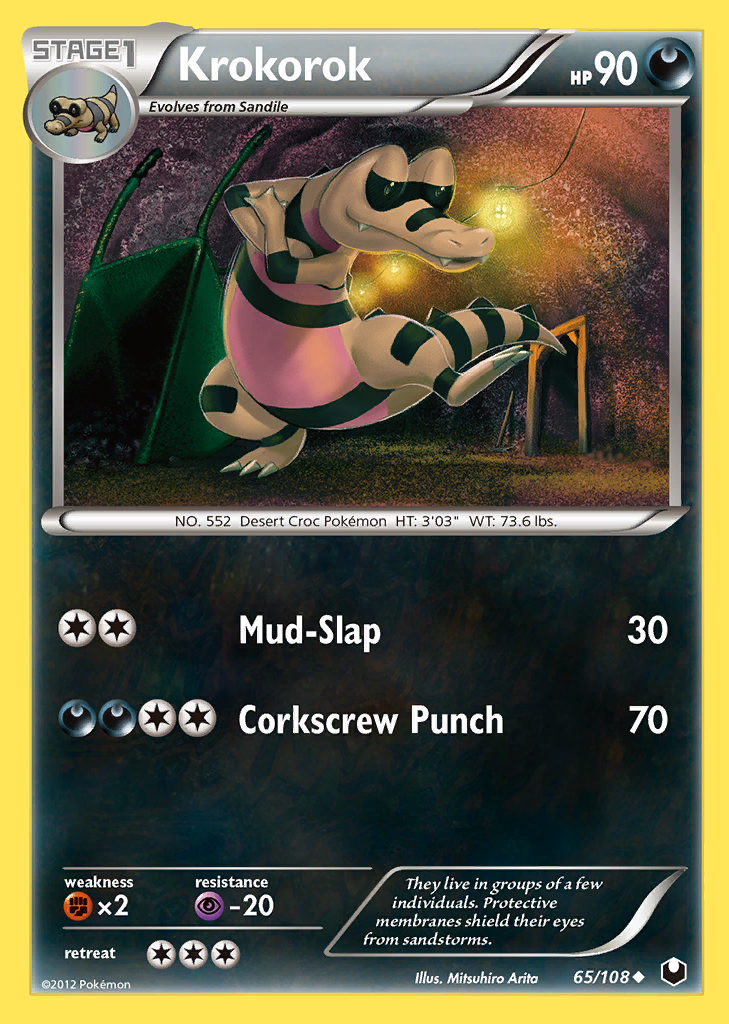 STAGE1
Krokorok
HP 90
Evolves from Sandile
NO. 552 Desert Croc Pokémon HT: 3'03" WT: 73.6 lbs.
Mud-Slap 30
Corkscrew Punch 70
weakness resistance
×2 -20
They live in groups of a few
individuals. Protective
membranes shield their eyes
from sandstorms.
retreat
©2012 Pokémon
Illus. Mitsuhiro Arita 65/108